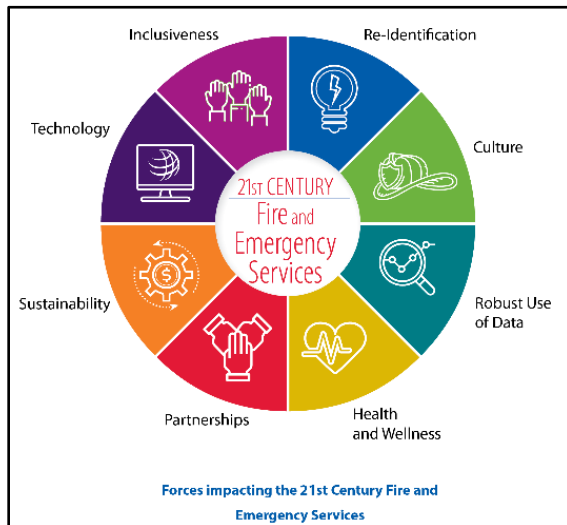 Inclusiveness
Re-Identification
Technology
Culture
21ST CENTURY
Fire and
Emergency
Services
Sustainability
$
Robust Use
of Data
Partnerships
Health
and Wellness
Forces impacting the 21st Century Fire and
Emergency Services